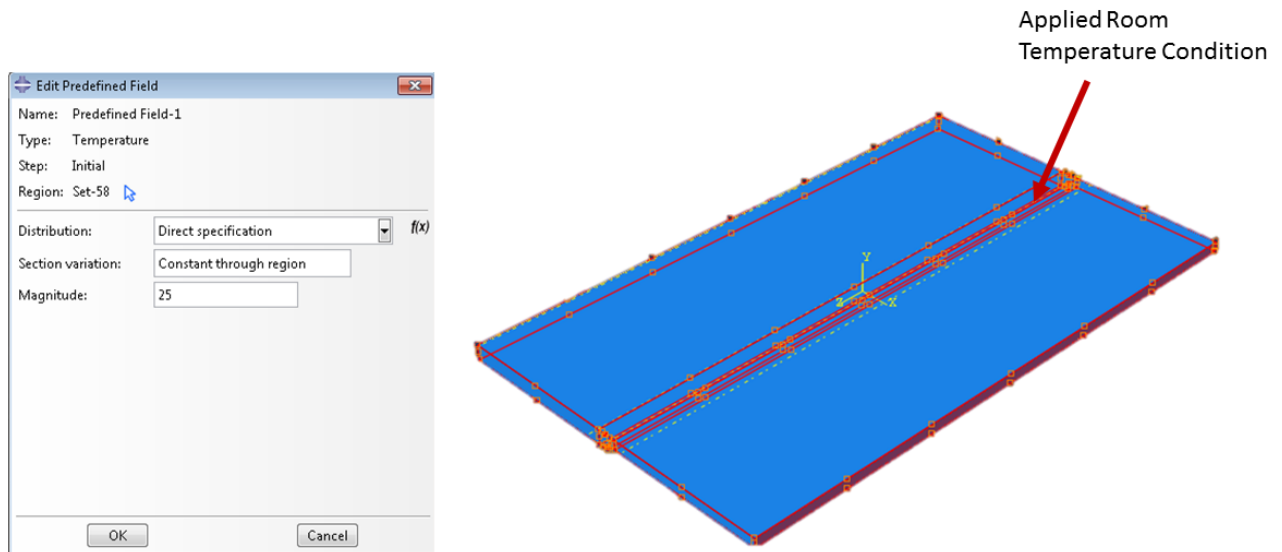 Applied Room
Temperature Condition
Edit Predefined Field
Name: Predefined Field-1
Type: Temperature
Step: Initial
Region: Set-58
Distribution: Direct specification f(x)
Section variation: Constant through region
Magnitude: 25
OK Cancel
Y
Z X